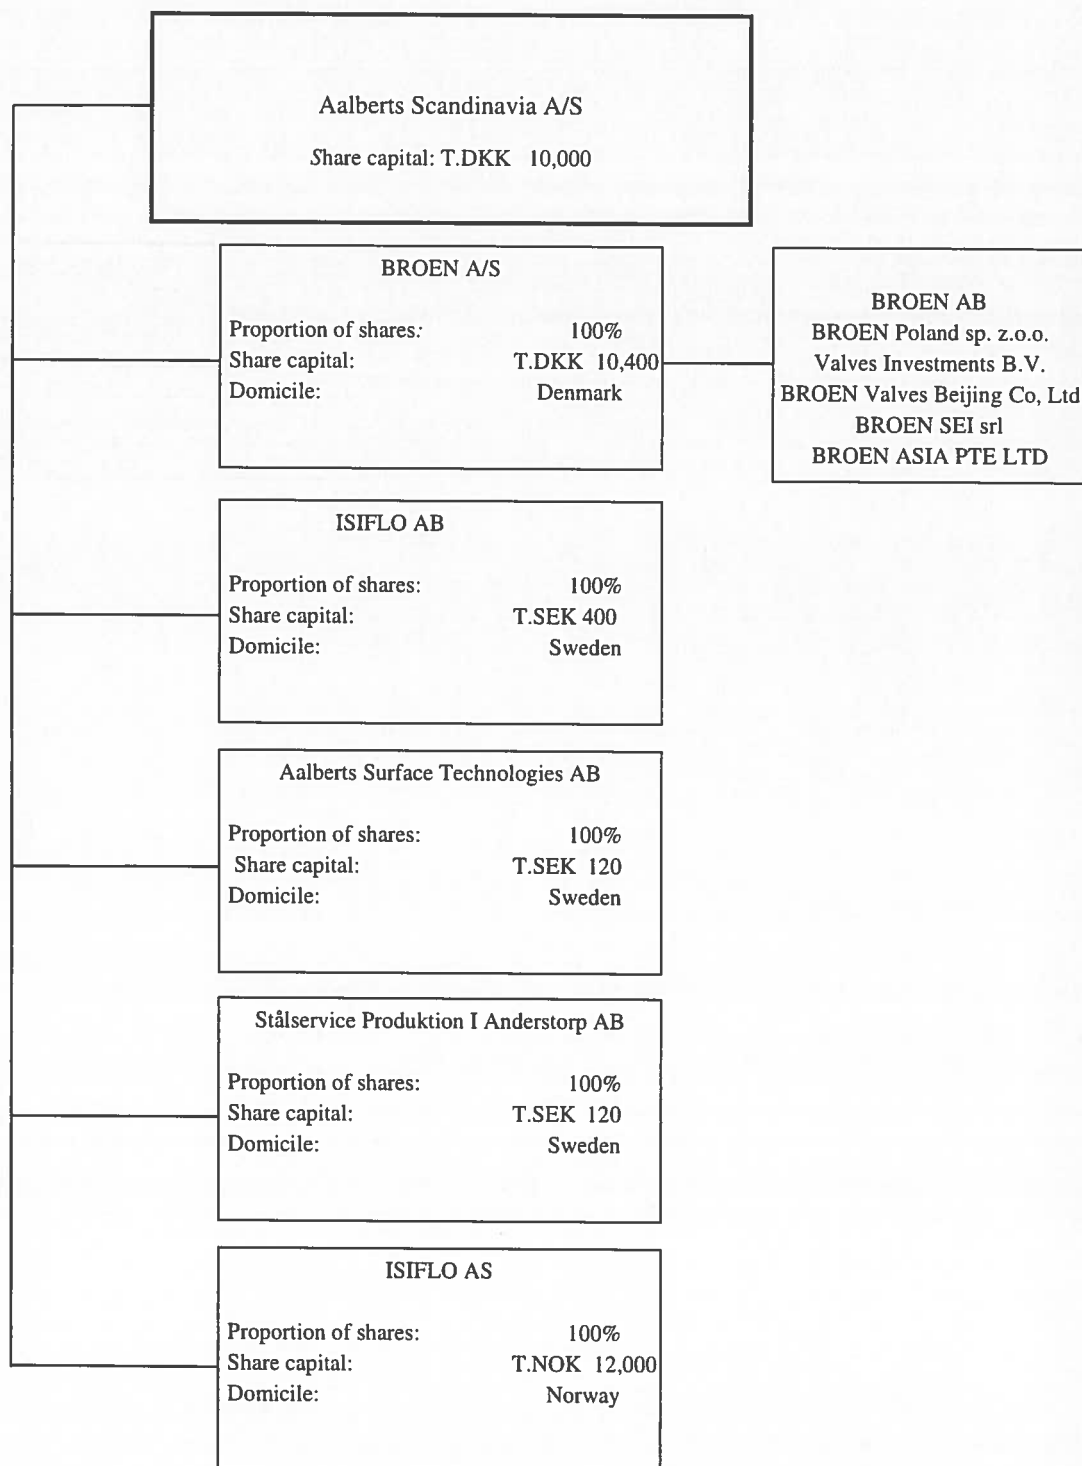 Aalberts Scandinavia A/S
Share capital: T.DKK 10,000
BROEN A/S
Proportion of shares: 100%
Share capital: T.DKK 10,400
Domicile: Denmark
BROEN AB
BROEN Poland sp. z.o.o.
Valves Investments B.V.
BROEN Valves Beijing Co, Ltd
BROEN SEI srl
BROEN ASIA PTE LTD
ISIFLO AB
Proportion of shares: 100%
Share capital: T.SEK 400
Domicile: Sweden
Aalberts Surface Technologies AB
Proportion of shares: 100%
Share capital: T.SEK 120
Domicile: Sweden
Stålservice Produktion I Anderstorp AB
Proportion of shares: 100%
Share capital: T.SEK 120
Domicile: Sweden
ISIFLO AS
Proportion of shares: 100%
Share capital: T.NOK 12,000
Domicile: Norway